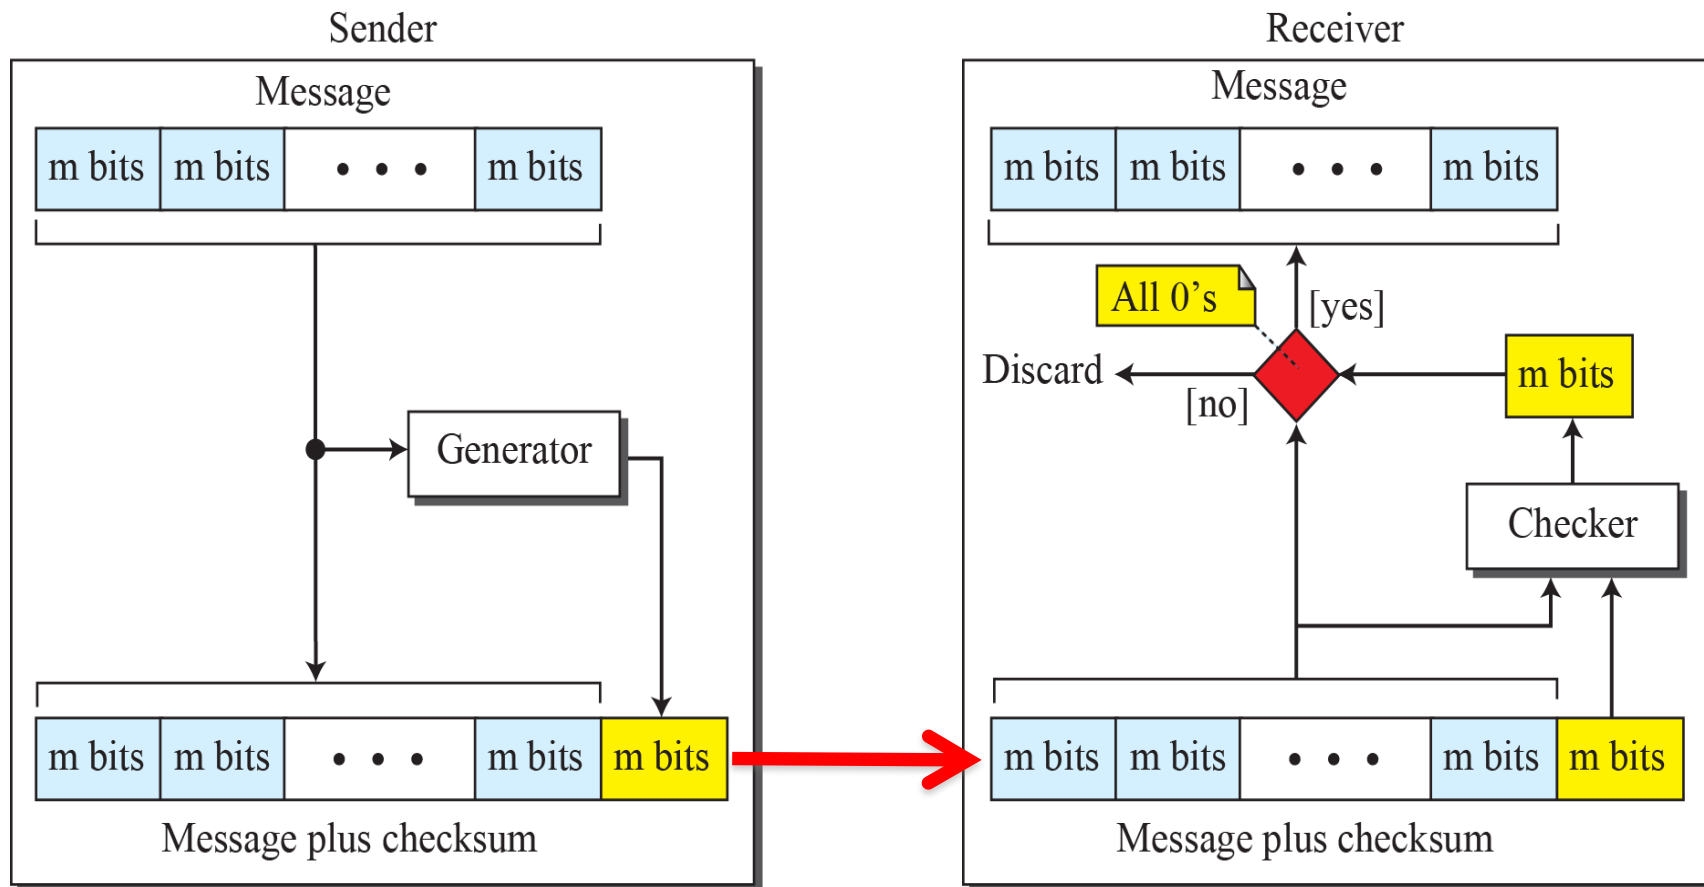 Sender
Message
m bits m bits • • • m bits
Generator
m bits m bits • • • m bits m bits
Message plus checksum
Receiver
Message
m bits m bits • • • m bits
All 0’s
[yes]
Discard
[no]
m bits
Checker
m bits m bits • • • m bits m bits
Message plus checksum